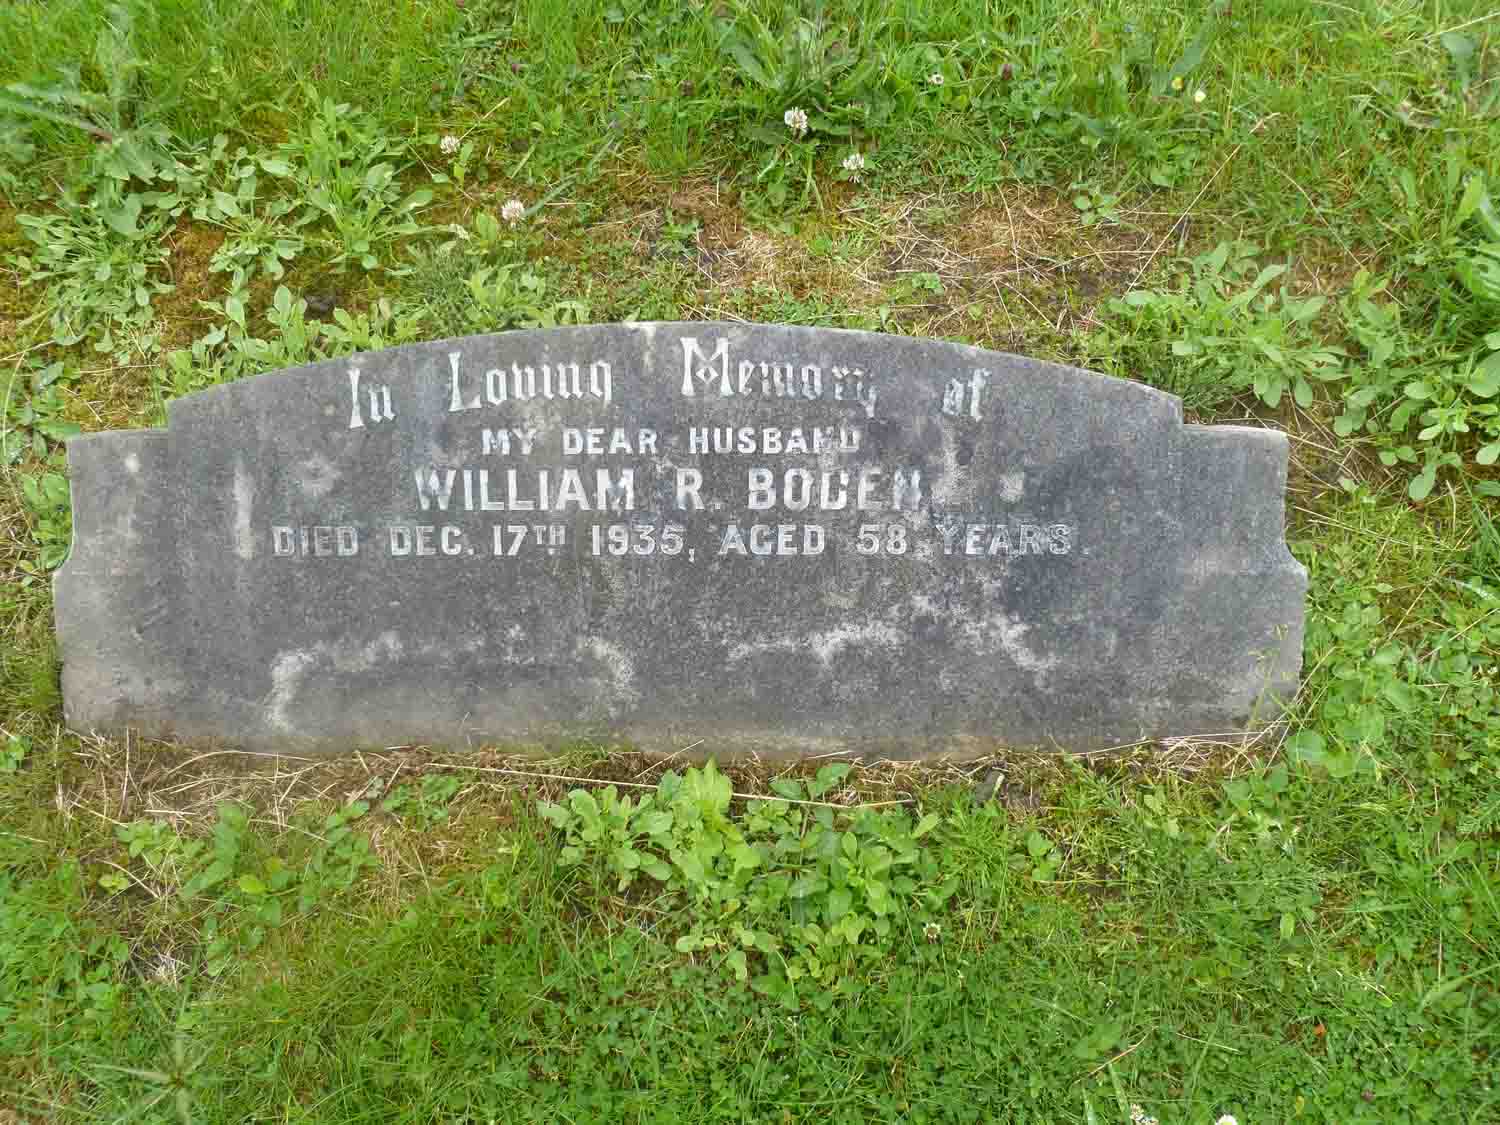 In Loving Memory of
MY DEAR HUSBAND
WILLIAM R. BODEN
DIED DEC. 17TH 1935, AGED 58 YEARS.